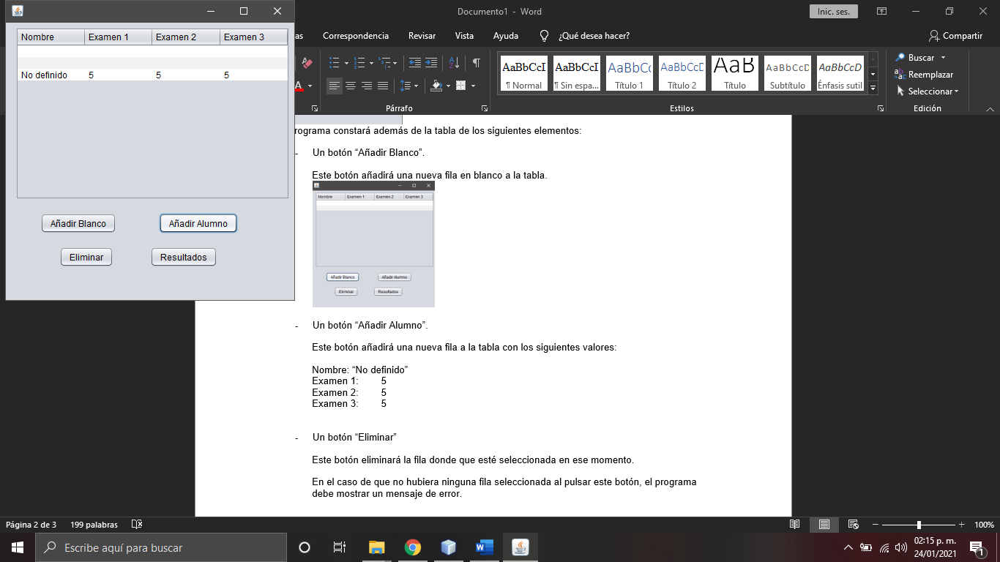 Documento1 - Word
Inic. ses.
as
Correspondencia
Revisar
Vista
Ayuda
¿Qué desea hacer?
Compartir
AaBbCcI
¶ Normal
AaBbCcI
¶ Sin espa...
AaBbC
Título 1
AaBbCcD
Título 2
AaB
Título
AaBbCcD
Subtítulo
AaBbCcD
Énfasis sutil
Buscar
Reemplazar
Seleccionar
Párrafo
Estilos
Edición
Nombre Examen 1 Examen 2 Examen 3
No definido 5 5 5
Añadir Blanco
Añadir Alumno
Eliminar
Resultados
rograma constará además de la tabla de los siguientes elementos:
- Un botón “Añadir Blanco”.
Este botón añadirá una nueva fila en blanco a la tabla.
Nombre Examen 1 Examen 2 Examen 3
Añadir Blanco
Añadir Alumno
Eliminar
Resultados
- Un botón “Añadir Alumno”.
Este botón añadirá una nueva fila a la tabla con los siguientes valores:
Nombre: “No definido”
Examen 1: 5
Examen 2: 5
Examen 3: 5
- Un botón “Eliminar”
Este botón eliminará la fila donde que esté seleccionada en ese momento.
En el caso de que no hubiera ninguna fila seleccionada al pulsar este botón, el programa
debe mostrar un mensaje de error.
Página 2 de 3
199 palabras
100%
Escribe aquí para buscar
02:15 p. m.
24/01/2021
1